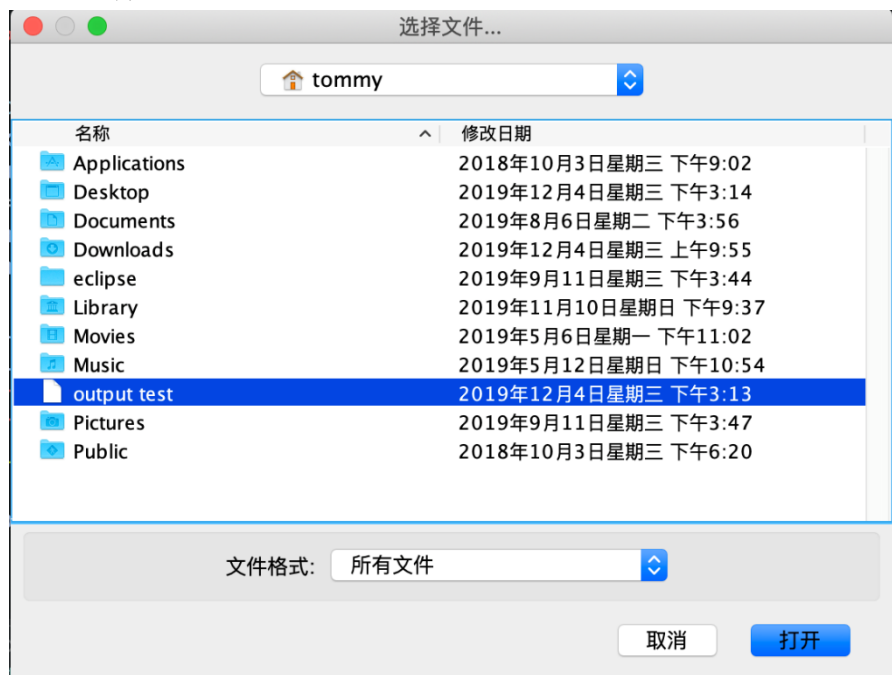 选择文件...
tommy
名称 修改日期
Applications 2018年10月3日星期三 下午9:02
Desktop 2019年12月4日星期三 下午3:14
Documents 2019年8月6日星期二 下午3:56
Downloads 2019年12月4日星期三 上午9:55
eclipse 2019年9月11日星期三 下午3:44
Library 2019年11月10日星期日 下午9:37
Movies 2019年5月6日星期一 下午11:02
Music 2019年5月12日星期日 下午10:54
output test 2019年12月4日星期三 下午3:13
Pictures 2019年9月11日星期三 下午3:47
Public 2018年10月3日星期三 下午6:20
文件格式: 所有文件
取消 打开